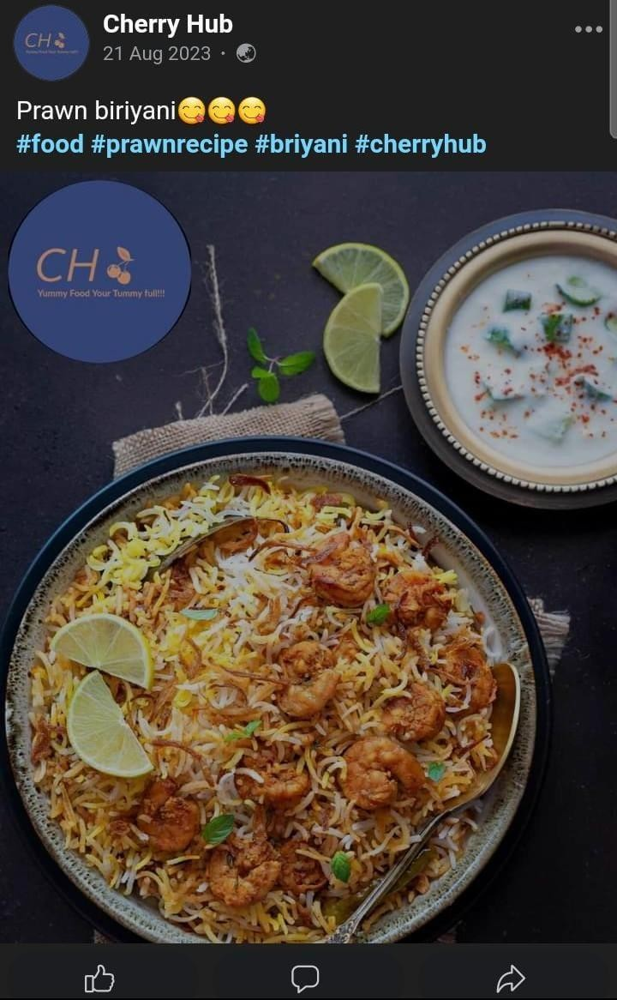 Cherry Hub
21 Aug 2023 ·
Prawn biriyani😋😋😋
#food #prawnrecipe #briyani #cherryhub
CH
Yummy Food Your Tummy full!!!